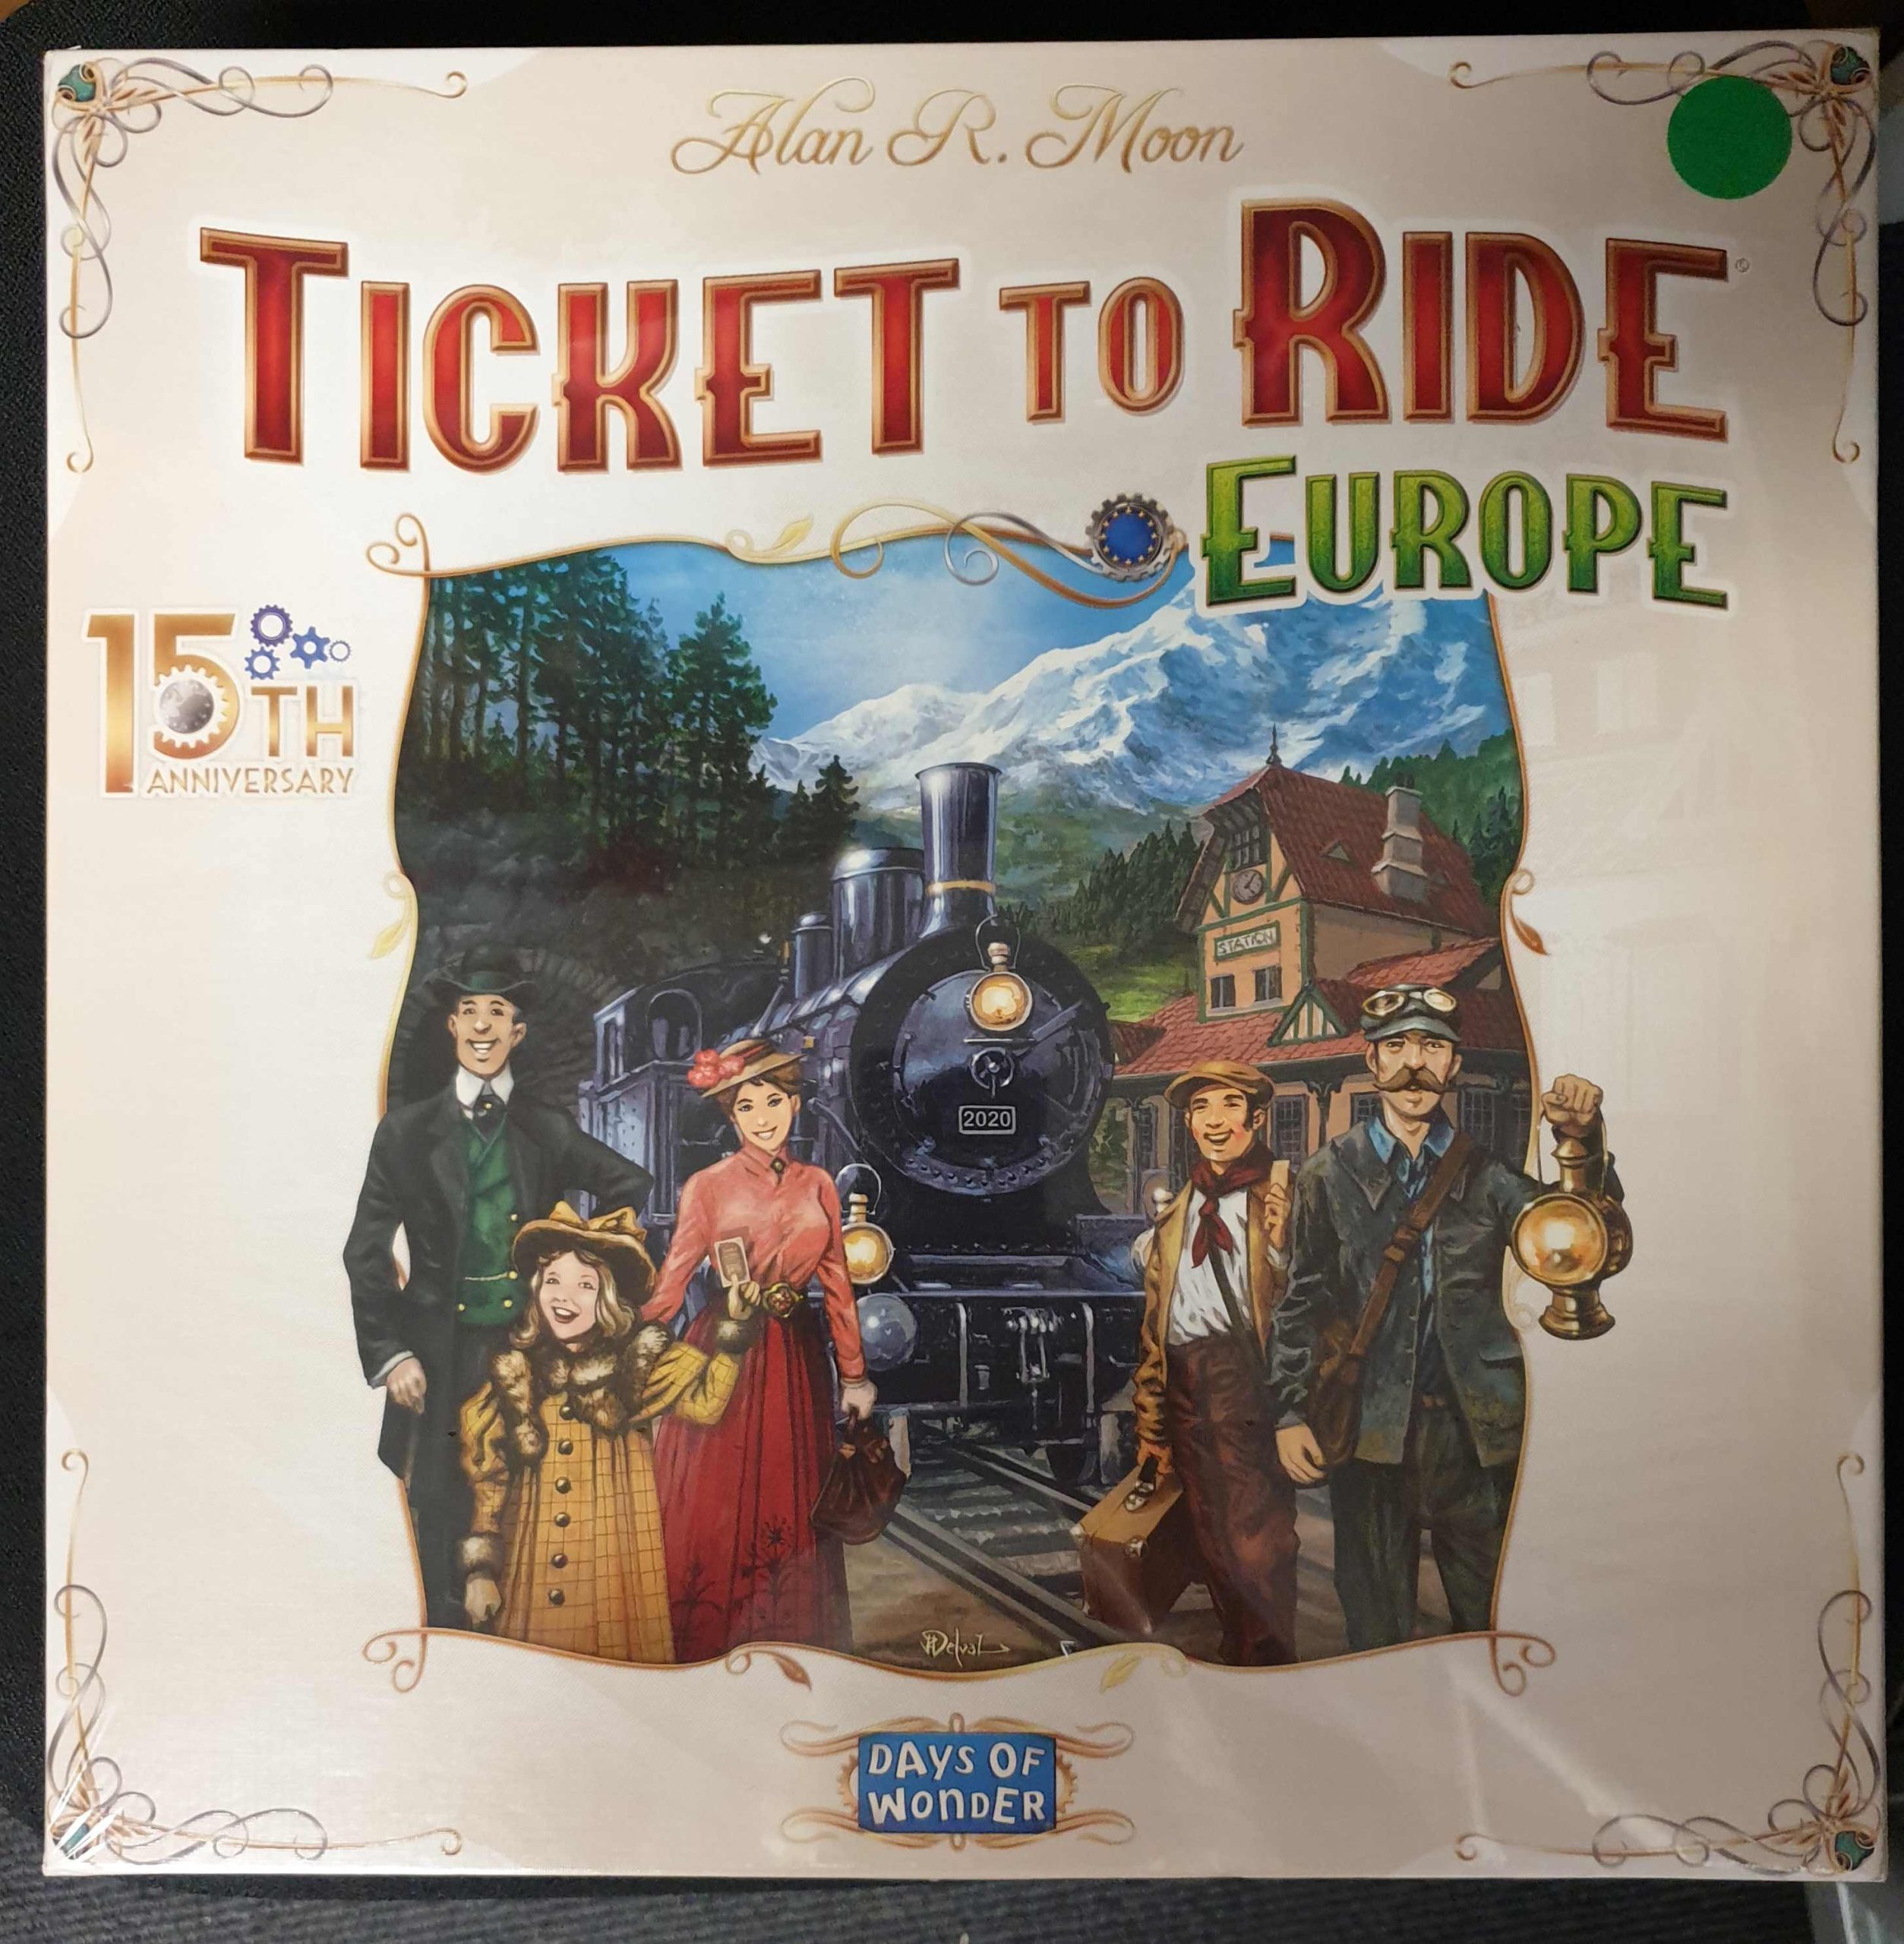 Alan R. Moon
TICKET TO RIDE®
EUROPE
15TH
ANNIVERSARY
STATION
2020
Delval
DAYS OF
WONDER